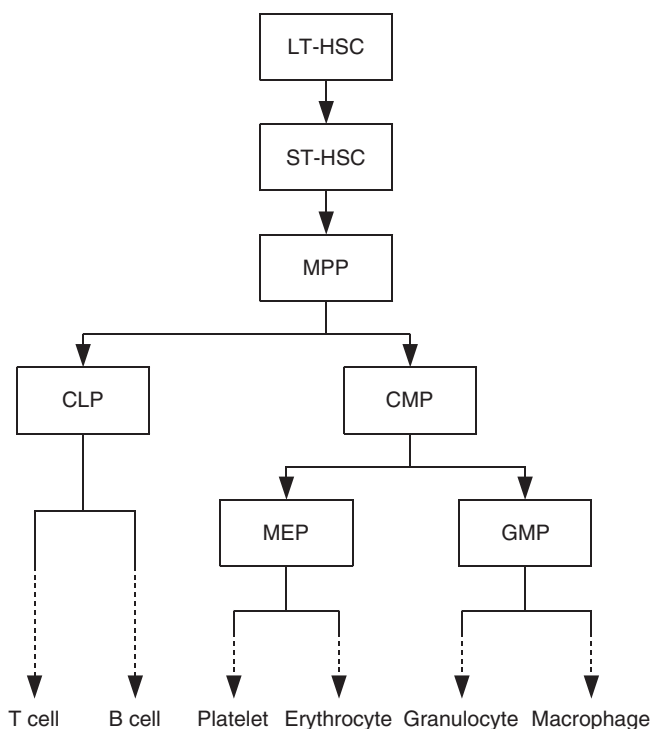 LT-HSC
ST-HSC
MPP
CLP CMP
MEP GMP
T cell B cell Platelet Erythrocyte Granulocyte Macrophage